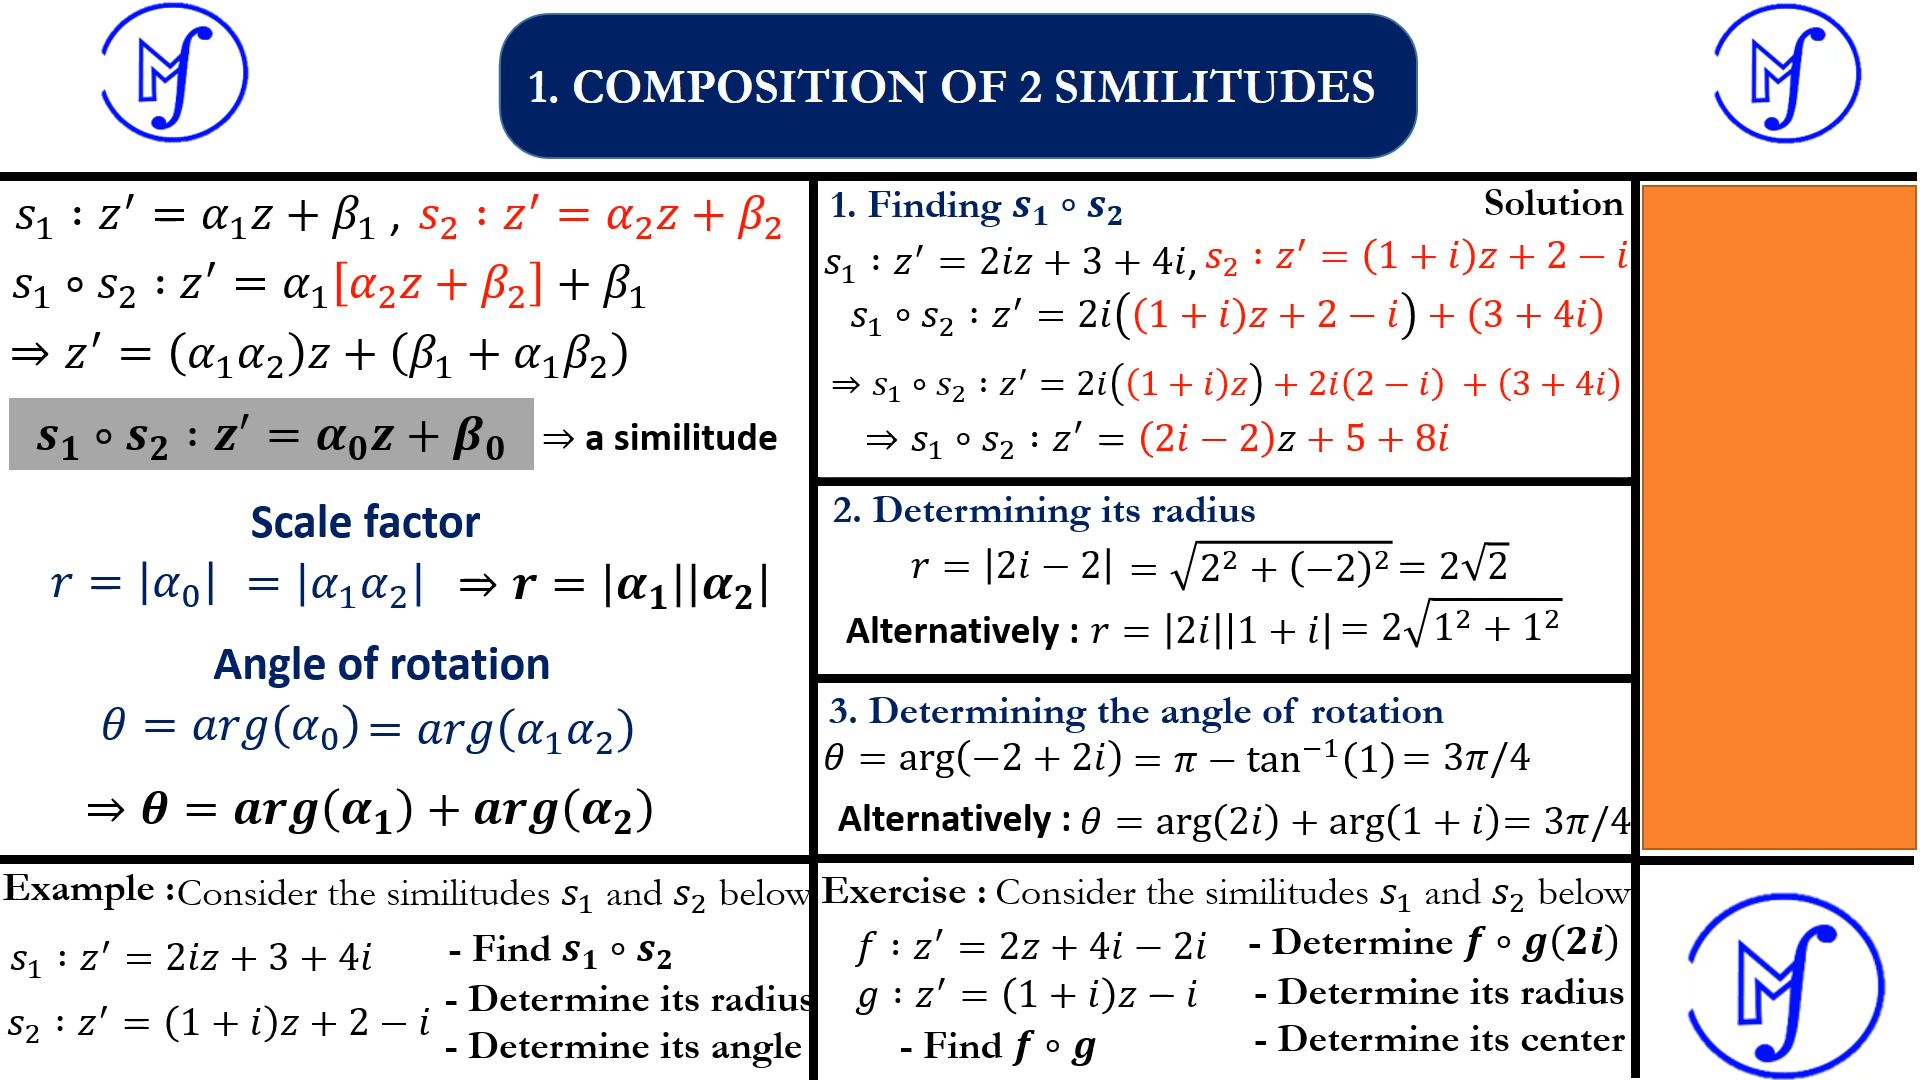 1. COMPOSITION OF 2 SIMILITUDES
s₁ : z′ = α₁z + β₁ , s₂ : z′ = α₂z + β₂
s₁ ∘ s₂ : z′ = α₁[α₂z + β₂] + β₁
⇒ z′ = (α₁α₂)z + (β₁ + α₁β₂)
s₁ ∘ s₂ : z′ = α₀z + β₀ ⇒ a similitude
Scale factor
r = |α₀| = |α₁α₂| ⇒ r = |α₁||α₂|
Angle of rotation
θ = arg(α₀) = arg(α₁α₂)
⇒ θ = arg(α₁) + arg(α₂)
Example : Consider the similitudes s₁ and s₂ below
s₁ : z′ = 2iz + 3 + 4i
s₂ : z′ = (1 + i)z + 2 − i
- Find s₁ ∘ s₂
- Determine its radius
- Determine its angle
1. Finding s₁ ∘ s₂
Solution
s₁ : z′ = 2iz + 3 + 4i, s₂ : z′ = (1 + i)z + 2 − i
s₁ ∘ s₂ : z′ = 2i((1 + i)z + 2 − i) + (3 + 4i)
⇒ s₁ ∘ s₂ : z′ = 2i((1 + i)z) + 2i(2 − i) + (3 + 4i)
⇒ s₁ ∘ s₂ : z′ = (2i − 2)z + 5 + 8i
2. Determining its radius
r = |2i − 2| = √(2² + (−2)²) = 2√2
Alternatively : r = |2i||1 + i| = 2√(1² + 1²)
3. Determining the angle of rotation
θ = arg(−2 + 2i) = π − tan⁻¹(1) = 3π/4
Alternatively : θ = arg(2i) + arg(1 + i) = 3π/4
Exercise : Consider the similitudes s₁ and s₂ below
f : z′ = 2z + 4i − 2i
g : z′ = (1 + i)z − i
- Find f ∘ g
- Determine f ∘ g(2i)
- Determine its radius
- Determine its center